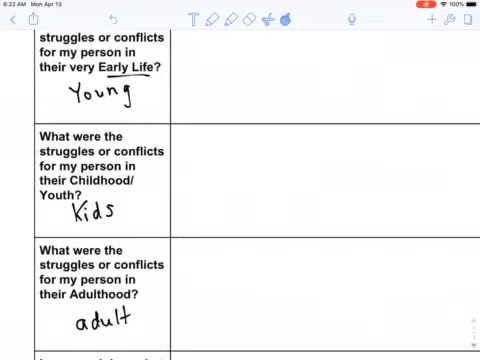 6:22 AM Mon Apr 13
100%
struggles or conflicts
for my person in
their very Early Life?
Young
What were the
struggles or conflicts
for my person in
their Childhood/
Youth?
Kids
What were the
struggles or conflicts
for my person in
their Adulthood?
adult